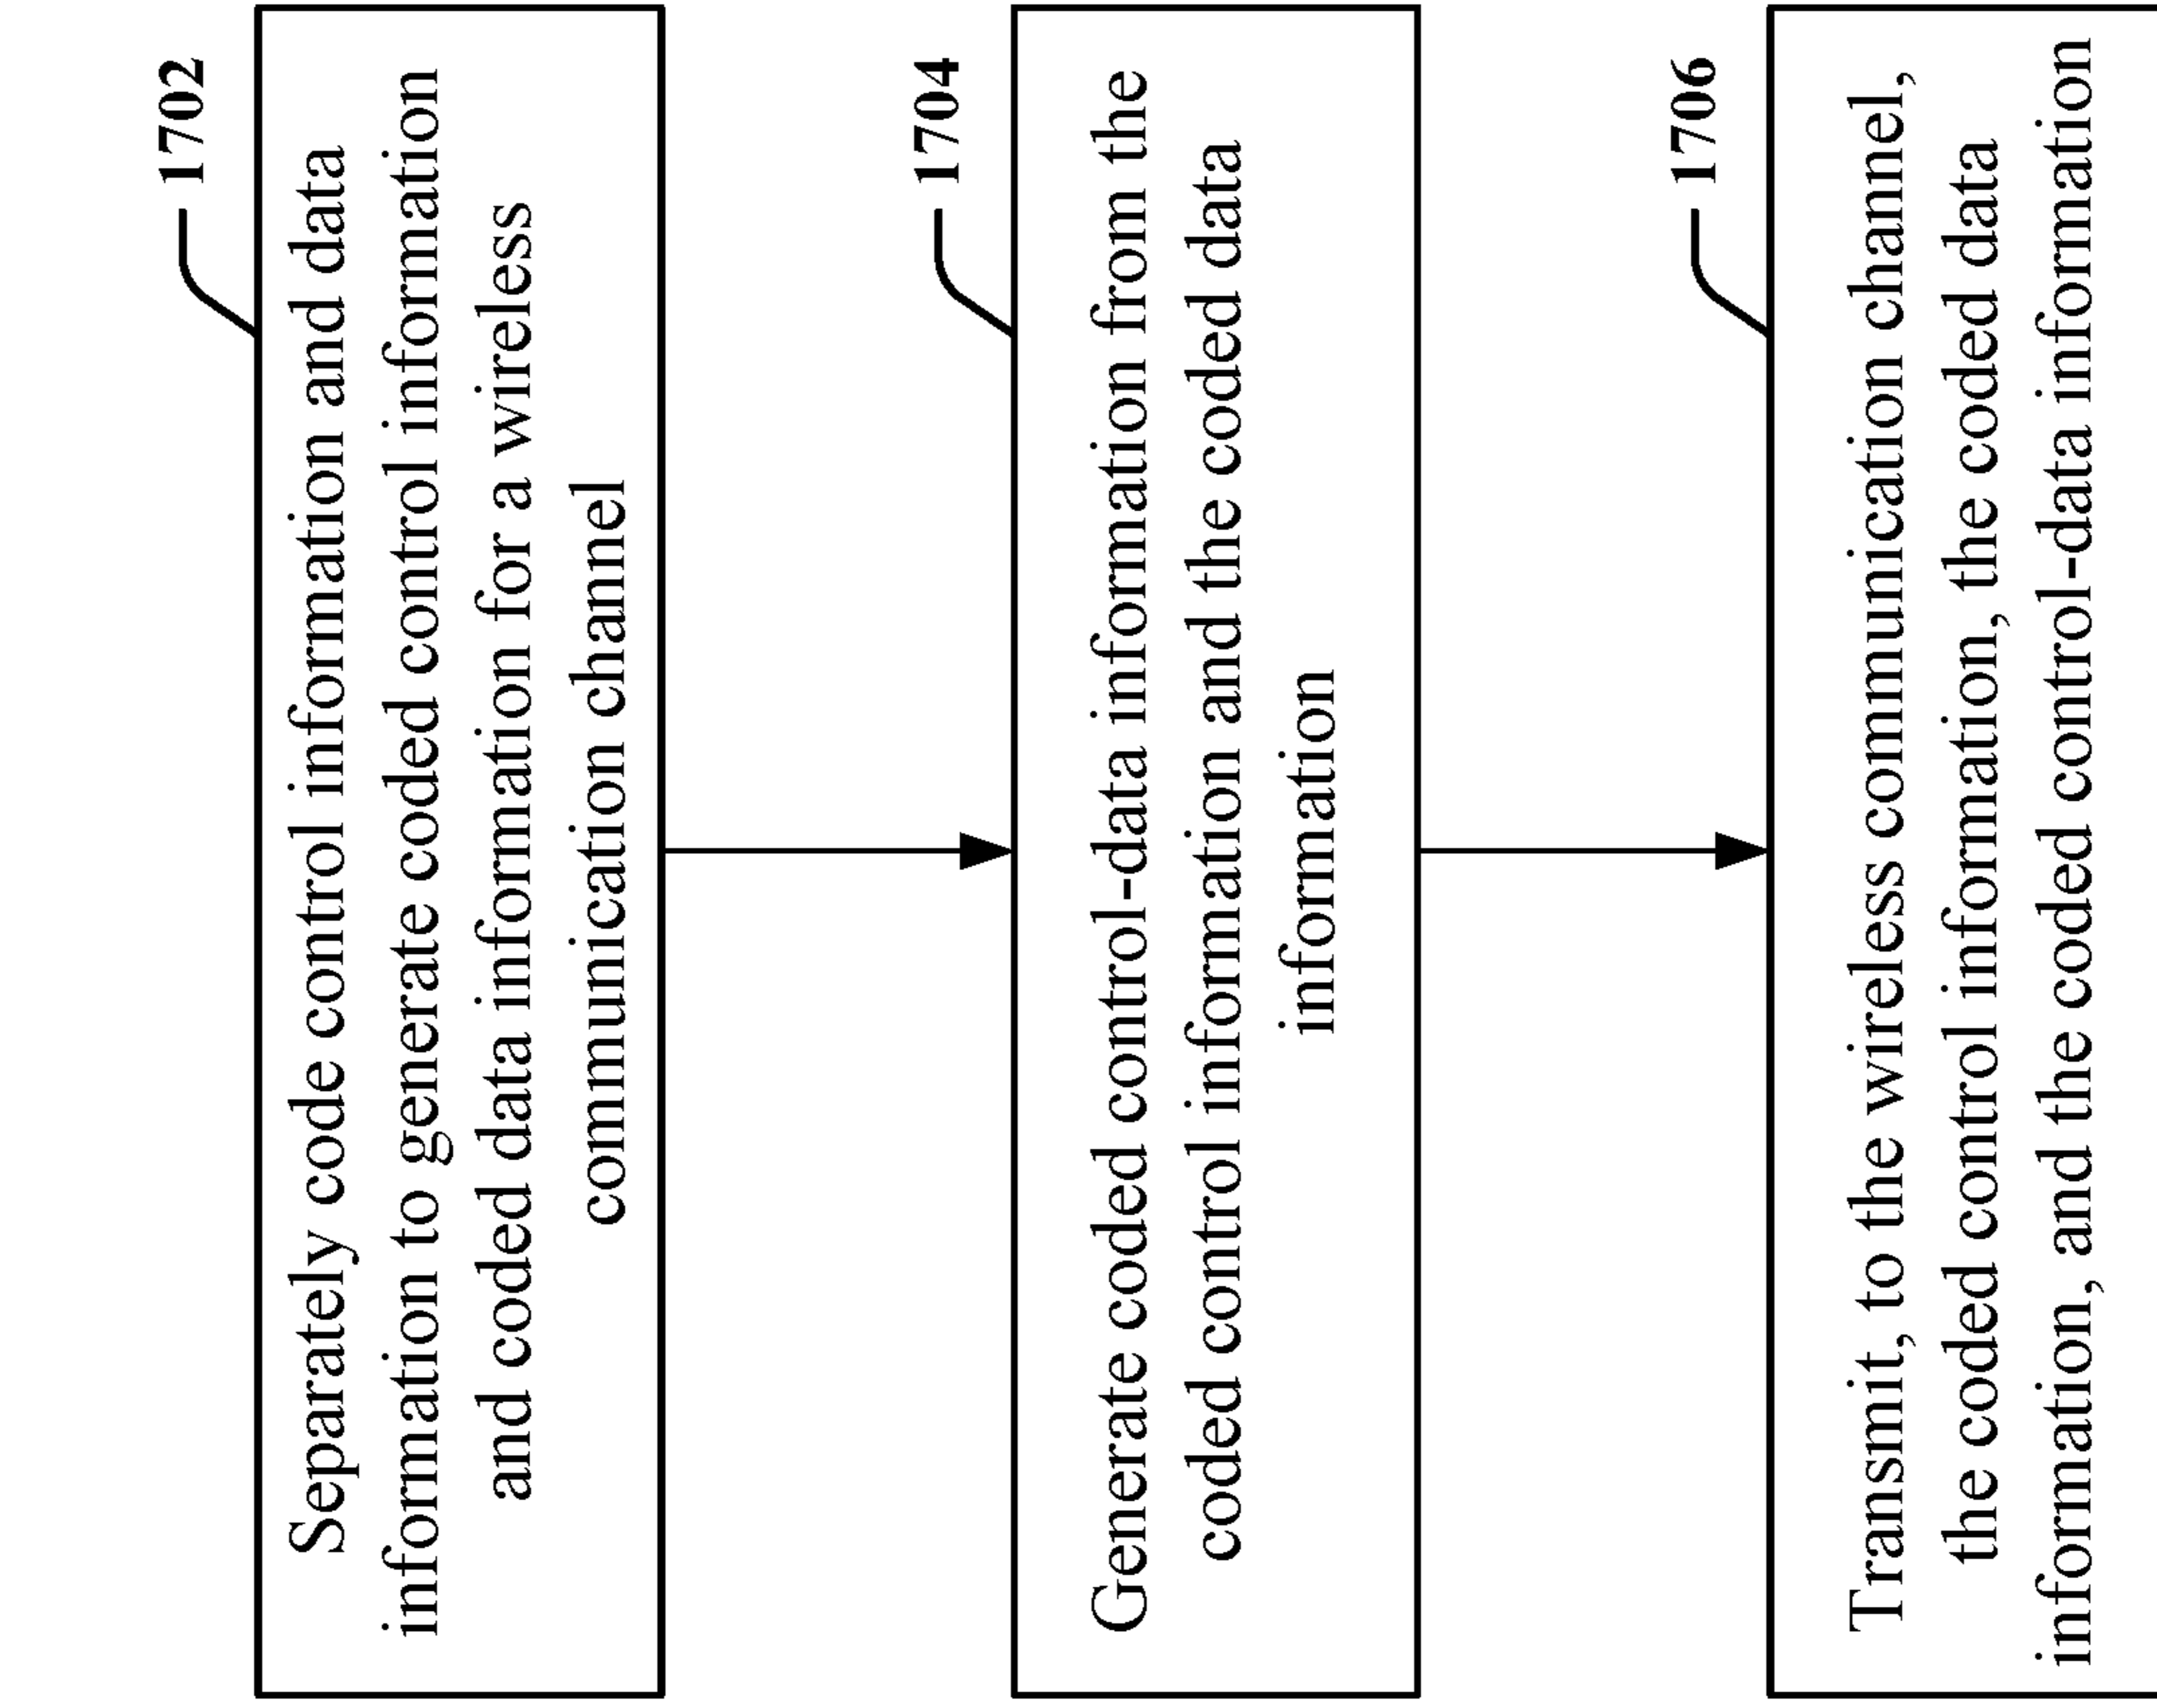 1702
Separately code control information and data
information to generate coded control information
and coded data information for a wireless
communication channel
1704
Generate coded control-data information from the
coded control information and the coded data
information
1706
Transmit, to the wireless communication channel,
the coded control information, the coded data
information, and the coded control-data information